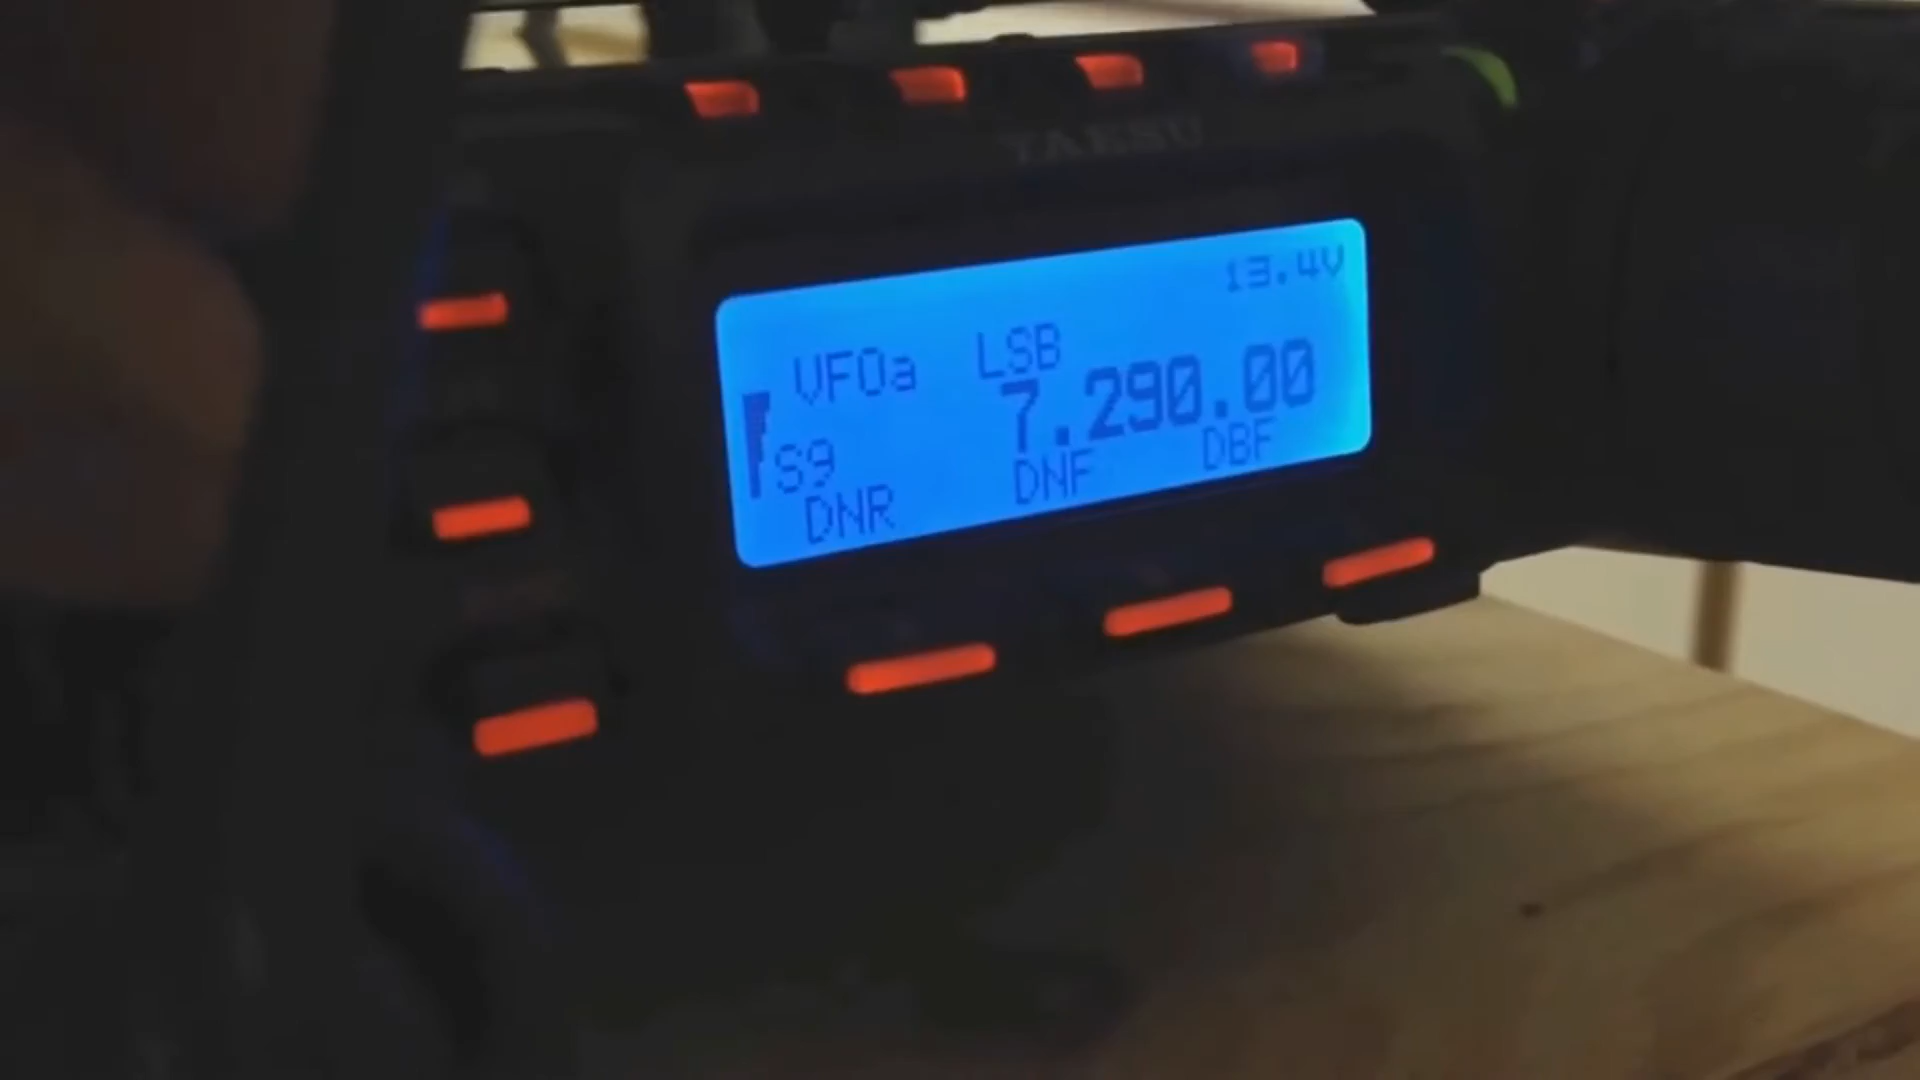 YAESU
13.4V
VFOa LSB
7.290.00
S9
DNR DNF DBF